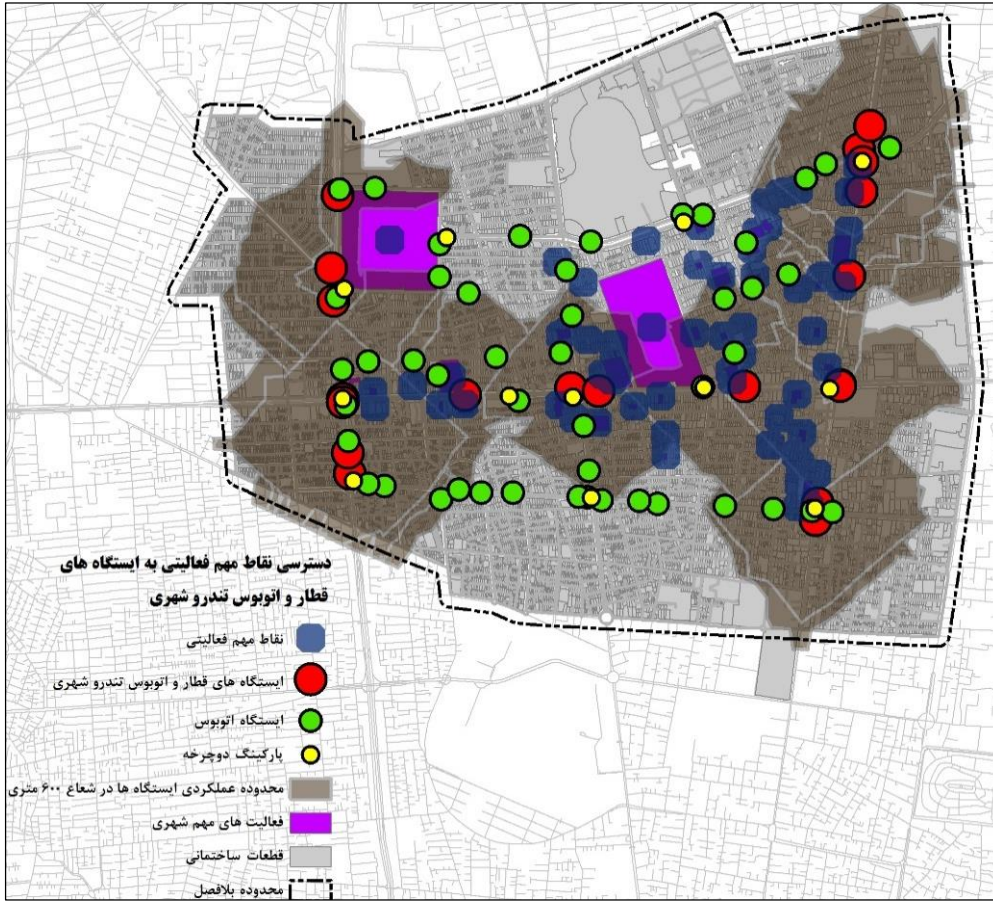 دسترسی نقاط مهم فعالیتی به ایستگاه های
قطار و اتوبوس تندرو شهری
نقاط مهم فعالیتی
ایستگاه های قطار و اتوبوس تندرو شهری
ایستگاه اتوبوس
پارکینگ دوچرخه
محدوده عملکردی ایستگاه ها در شعاع ۶۰۰ متری
فعالیت های مهم شهری
قطعات ساختمانی
محدوده بلافصل